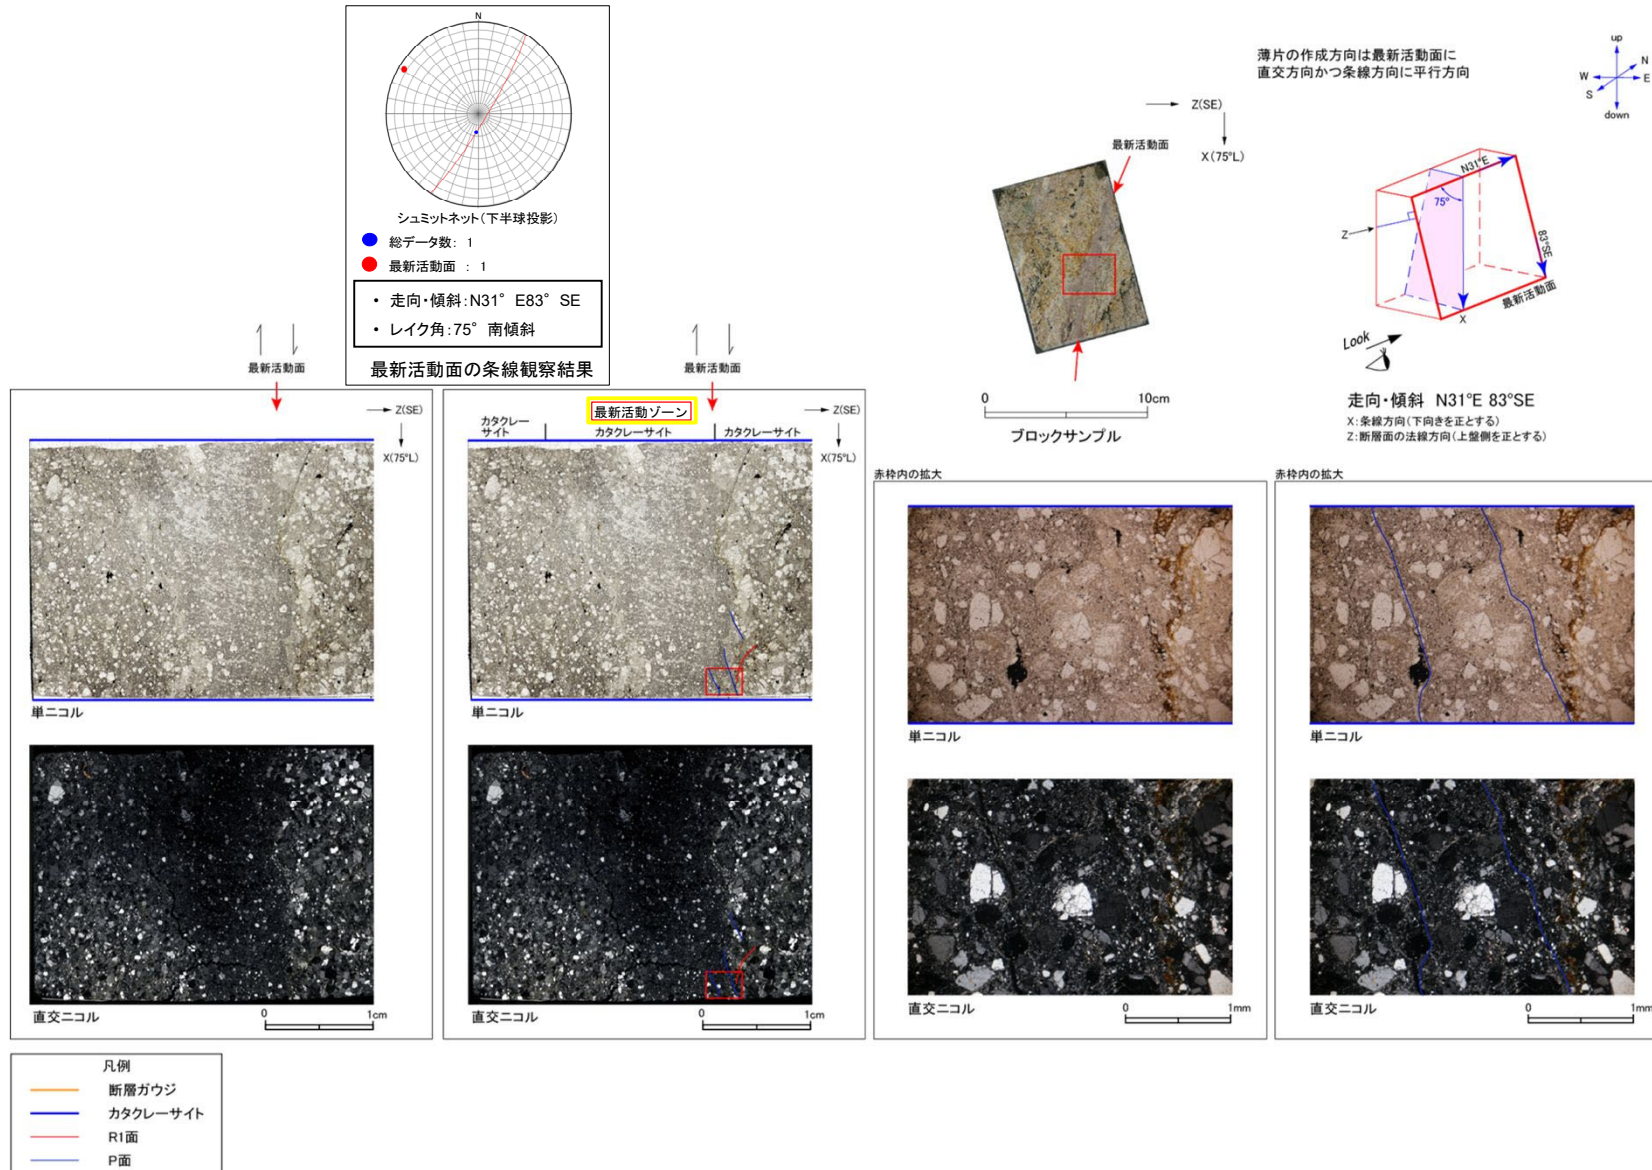 N
シュミットネット(下半球投影)
総データ数: 1
最新活動面 : 1
・ 走向・傾斜:N31° E83° SE
・ レイク角:75° 南傾斜
最新活動面の条線観察結果
薄片の作成方向は最新活動面に
直交方向かつ条線方向に平行方向
up
N
W
E
S
down
Z(SE)
X(75°L)
最新活動面
0
10cm
ブロックサンプル
N31°E
75°
83°SE
Z
X
最新活動面
Look
走向・傾斜 N31°E 83°SE
X:条線方向(下向きを正とする)
Z:断層面の法線方向(上盤側を正とする)
最新活動面
Z(SE)
X(75°L)
単ニコル
直交ニコル
0
1cm
最新活動面
最新活動ゾーン
カタクレー
サイト
カタクレーサイト
カタクレーサイト
Z(SE)
X(75°L)
単ニコル
直交ニコル
0
1cm
赤枠内の拡大
単ニコル
直交ニコル
0
1mm
赤枠内の拡大
単ニコル
直交ニコル
0
1mm
凡例
断層ガウジ
カタクレーサイト
R1面
P面